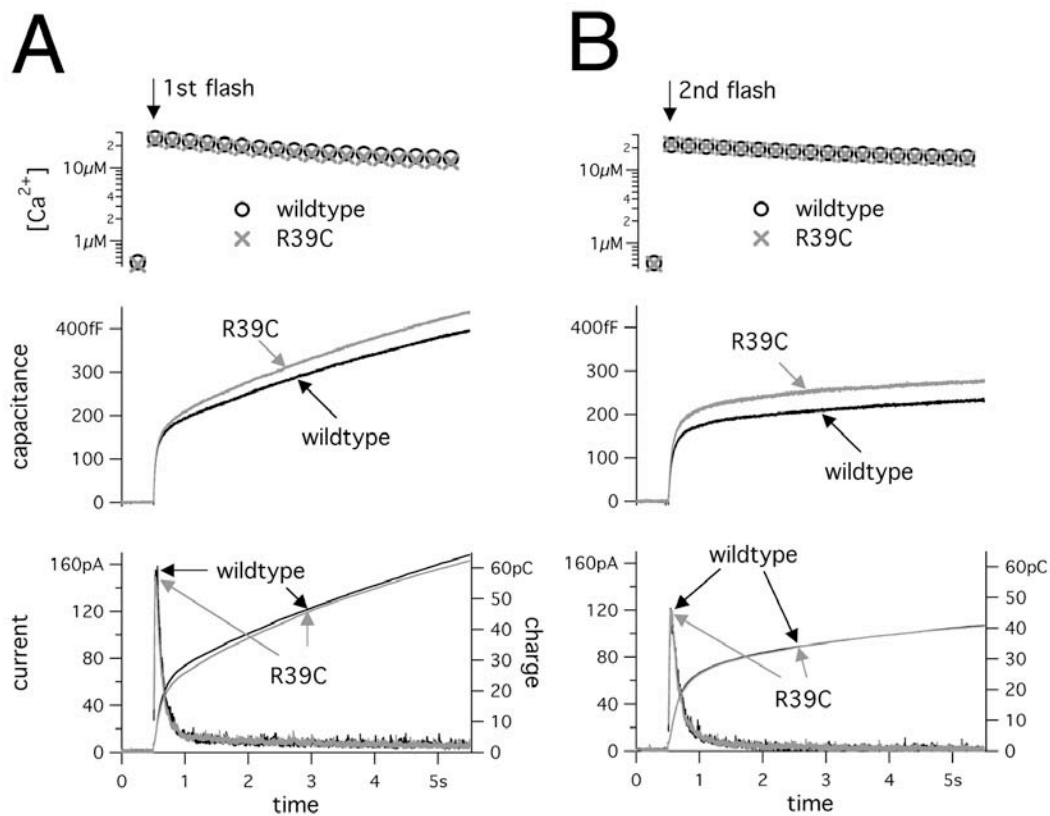 A
1st flash
[Ca2+]
2
10µM
4
2
1µM
wildtype
R39C
capacitance
400fF
300
200
100
0
R39C
wildtype
current
160pA
120
80
40
0
wildtype
R39C
60pC
50
40
30
20
10
0
charge
0 1 2 3 4 5s
time
B
2nd flash
2
10µM
4
2
1µM
wildtype
R39C
400fF
300
200
100
0
R39C
wildtype
160pA
120
80
40
0
wildtype
R39C
60pC
50
40
30
20
10
0
0 1 2 3 4 5s
time